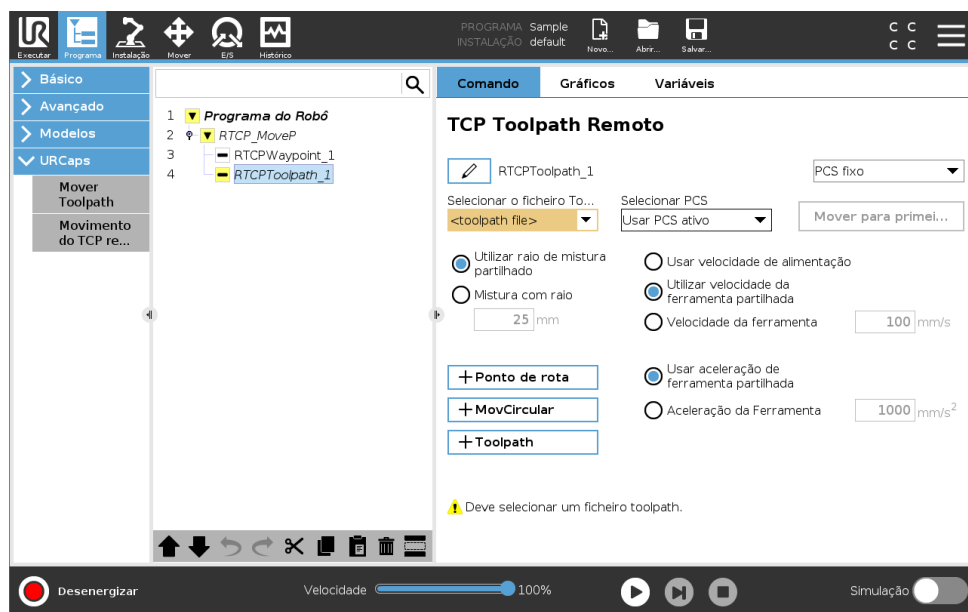 PROGRAMA Sample
INSTALAÇÃO default
Executar
Programa
Instalação
Mover
E/S
Histórico
Novo...
Abrir...
Salvar...
C C
C C
Básico
Avançado
Modelos
URCaps
Mover
Toolpath
Movimento
do TCP re...
1 Programa do Robô
2 RTCP_MoveP
3 RTCPWaypoint_1
4 RTCPToolpath_1
Comando
Gráficos
Variáveis
TCP Toolpath Remoto
RTCPToolpath_1
PCS fixo
Selecionar o ficheiro To...
Selecionar PCS
<toolpath file>
Usar PCS ativo
Mover para primei...
Utilizar raio de mistura
partilhado
Mistura com raio
25 mm
Usar velocidade de alimentação
Utilizar velocidade da
ferramenta partilhada
Velocidade da ferramenta
100 mm/s
+ Ponto de rota
+ MovCircular
+ Toolpath
Usar aceleração de
ferramenta partilhada
Aceleração da Ferramenta
1000 mm/s²
Deve selecionar um ficheiro toolpath.
Desenergizar
Velocidade
100%
Simulação